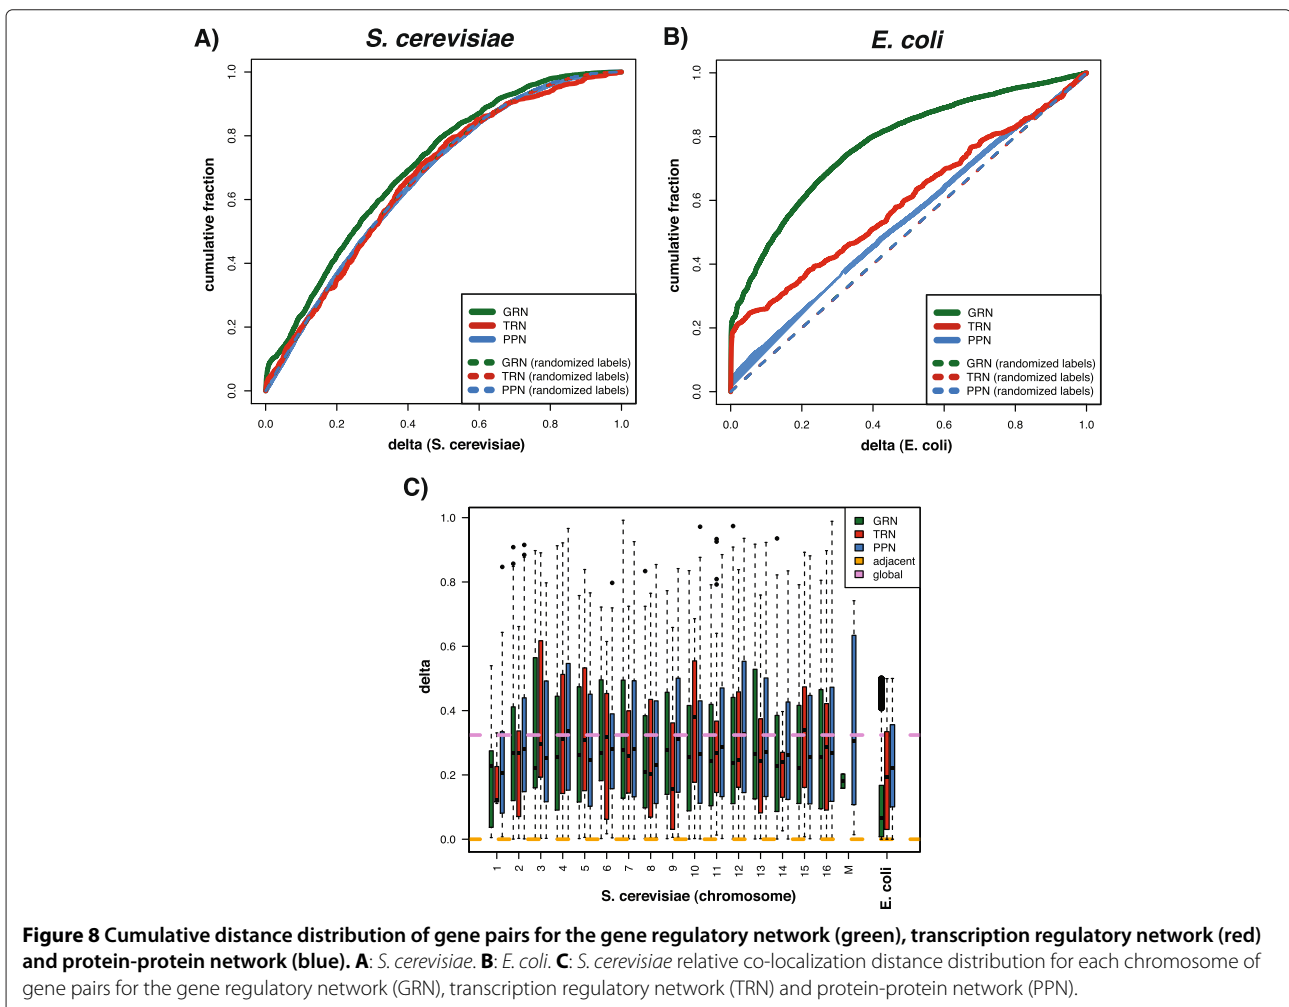 A)
S. cerevisiae
cumulative fraction
0.0
0.2
0.4
0.6
0.8
1.0
GRN
TRN
PPN
GRN (randomized labels)
TRN (randomized labels)
PPN (randomized labels)
0.0 0.2 0.4 0.6 0.8 1.0
delta (S. cerevisiae)
B)
E. coli
cumulative fraction
0.0
0.2
0.4
0.6
0.8
1.0
GRN
TRN
PPN
GRN (randomized labels)
TRN (randomized labels)
PPN (randomized labels)
0.0 0.2 0.4 0.6 0.8 1.0
delta (E. coli)
C)
delta
1.0
0.8
0.6
0.4
0.2
0.0
GRN
TRN
PPN
adjacent
global
1 2 3 4 5 6 7 8 9 10 11 12 13 14 15 16 M E. coli
S. cerevisiae (chromosome)
Figure 8 Cumulative distance distribution of gene pairs for the gene regulatory network (green), transcription regulatory network (red)
and protein-protein network (blue). A: S. cerevisiae. B: E. coli. C: S. cerevisiae relative co-localization distance distribution for each chromosome of
gene pairs for the gene regulatory network (GRN), transcription regulatory network (TRN) and protein-protein network (PPN).